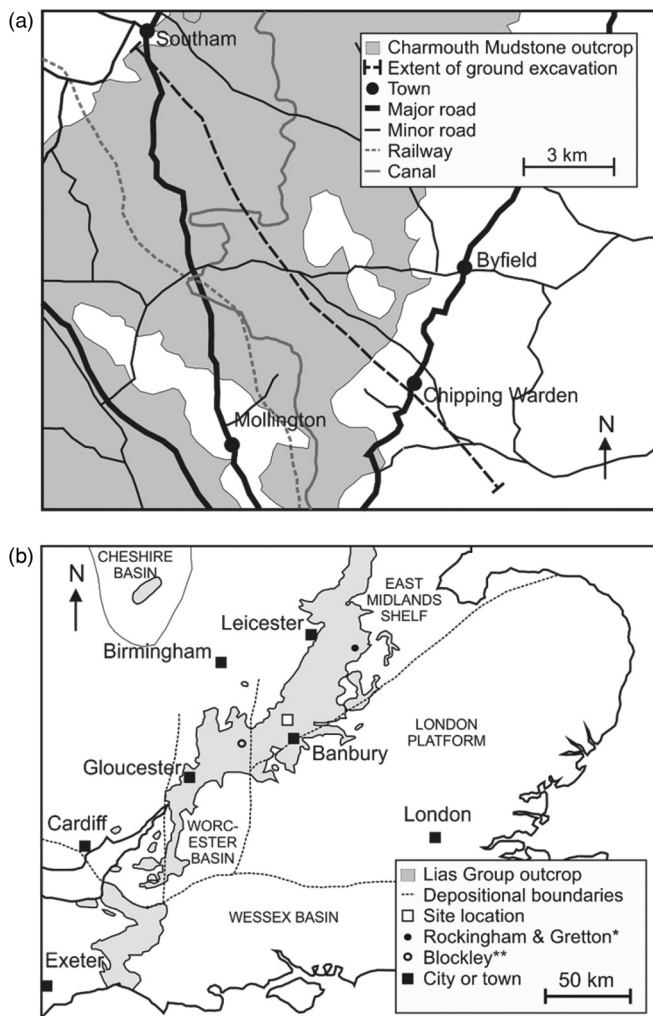 (a)
Southam
Charmouth Mudstone outcrop
Extent of ground excavation
Town
Major road
Minor road
Railway
Canal
3 km
Byfield
Chipping Warden
Mollington
N
(b)
CHESHIRE
BASIN
N
EAST
MIDLANDS
SHELF
Leicester
Birmingham
LONDON
PLATFORM
Banbury
Gloucester
Cardiff
WORC-
ESTER
BASIN
London
WESSEX BASIN
Exeter
Lias Group outcrop
Depositional boundaries
Site location
Rockingham & Gretton*
Blockley**
City or town
50 km